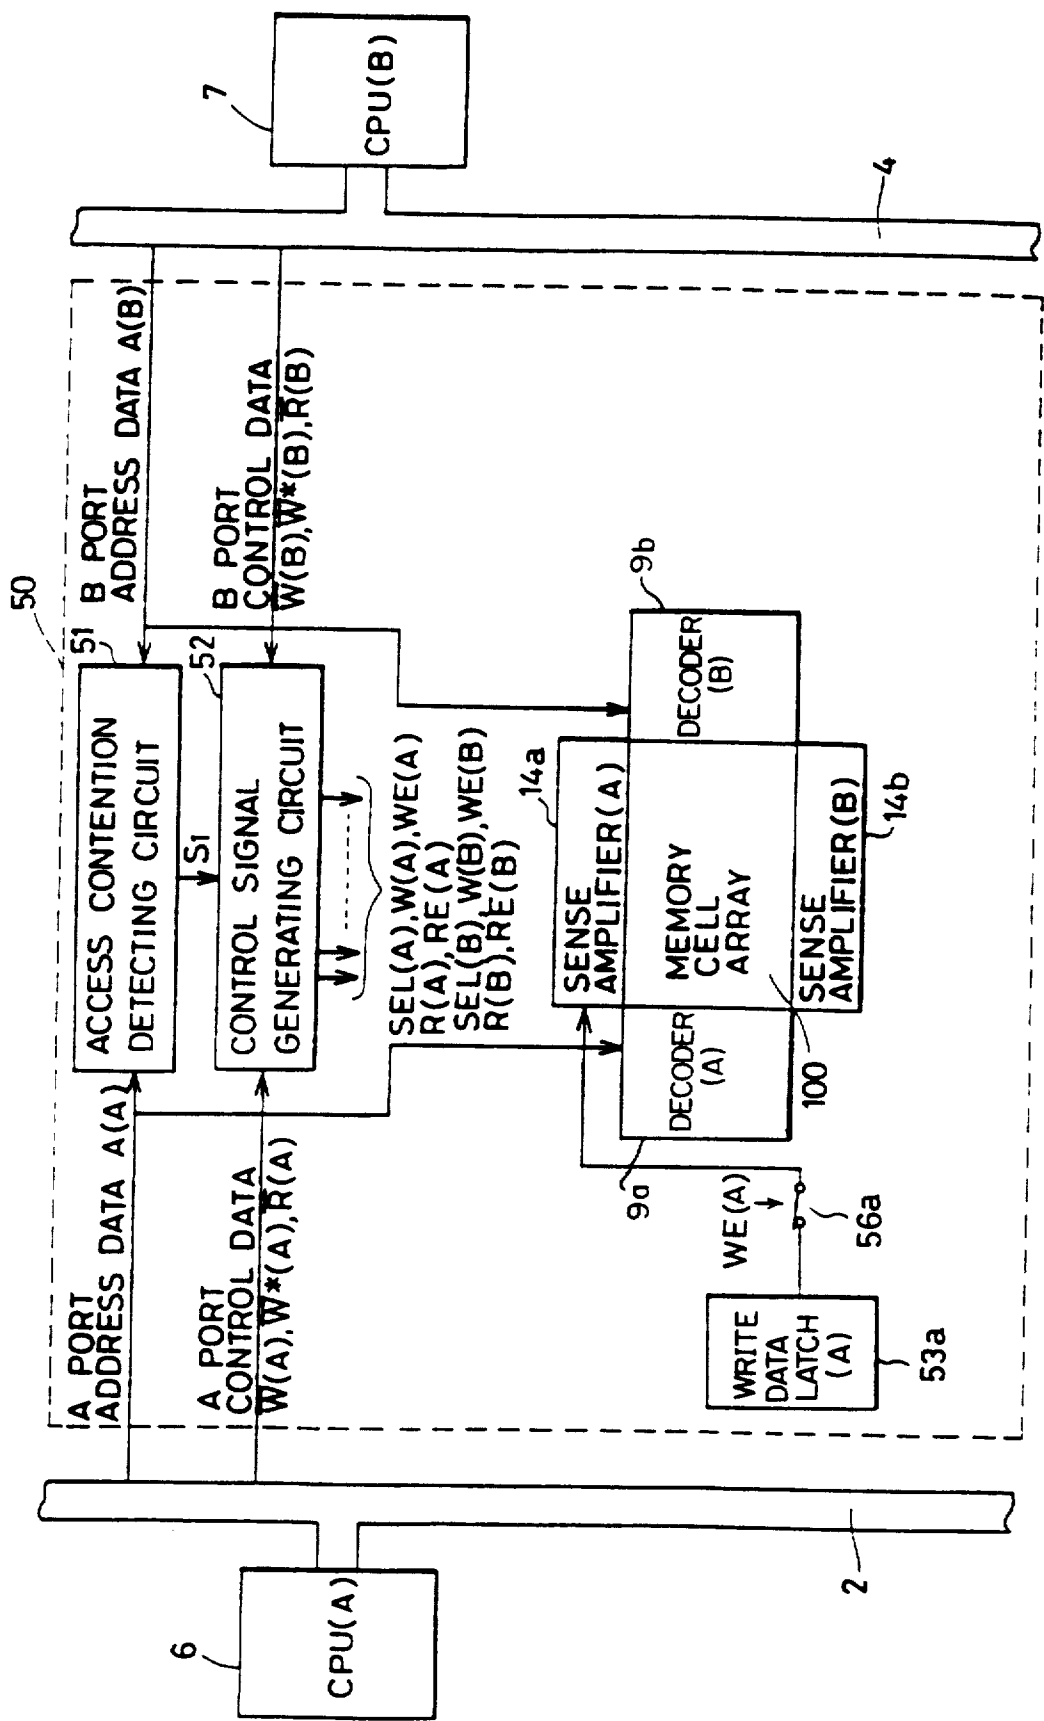 50
A PORT
ADDRESS DATA A(A)
ACCESS CONTENTION
DETECTING CIRCUIT
51
B PORT
ADDRESS DATA A(B)
S1
A PORT
CONTROL DATA
W̅(A),W̅*(A),R̅(A)
CONTROL SIGNAL
GENERATING CIRCUIT
52
B PORT
CONTROL DATA
W̅(B),W̅*(B),R̅(B)
6
CPU(A)
7
CPU(B)
SEL(A),W(A),WE(A)
R(A),RE(A)
SEL(B),W(B),WE(B)
R(B),RE(B)
14a
SENSE
AMPLIFIER(A)
9a
DECODER
(A)
MEMORY
CELL
ARRAY
DECODER
(B)
9b
100
SENSE
AMPLIFIER(B)
14b
WE(A)
56a
WRITE
DATA
LATCH
(A)
53a
2
4